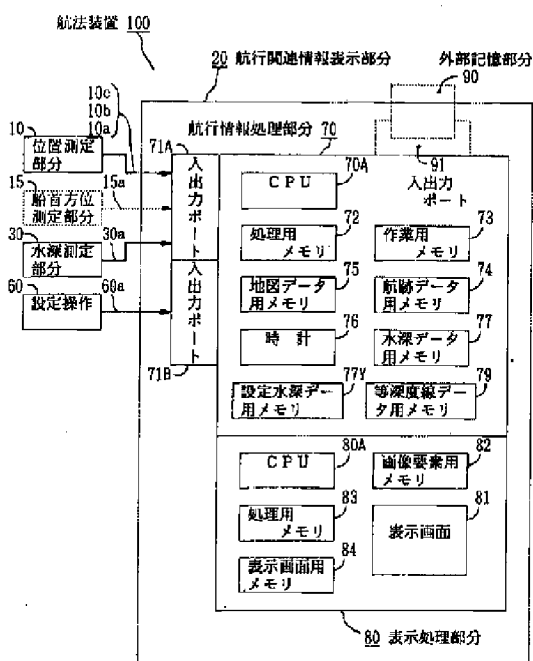 航法装置 100
20 航行関連情報表示部分
外部記憶部分
90
10c
10b
10a
10
位置測定
部分
15
船首方位
測定部分
15a
30
水深測定
部分
30a
60
設定操作
60a
71A
入出力ポート
入出力ポート
71B
航行情報処理部分 70
91
入出力
ポート
CPU
70A
72
処理用
メモリ
73
作業用
メモリ
75
地図データ
用メモリ
74
航跡データ
用メモリ
76
時計
77
水深データ
用メモリ
77Y
設定水深デー
タ用メモリ
79
等深度線デー
タ用メモリ
CPU
80A
82
画像要素用
メモリ
83
処理用
メモリ
81
表示画面
84
表示画面用
メモリ
80 表示処理部分